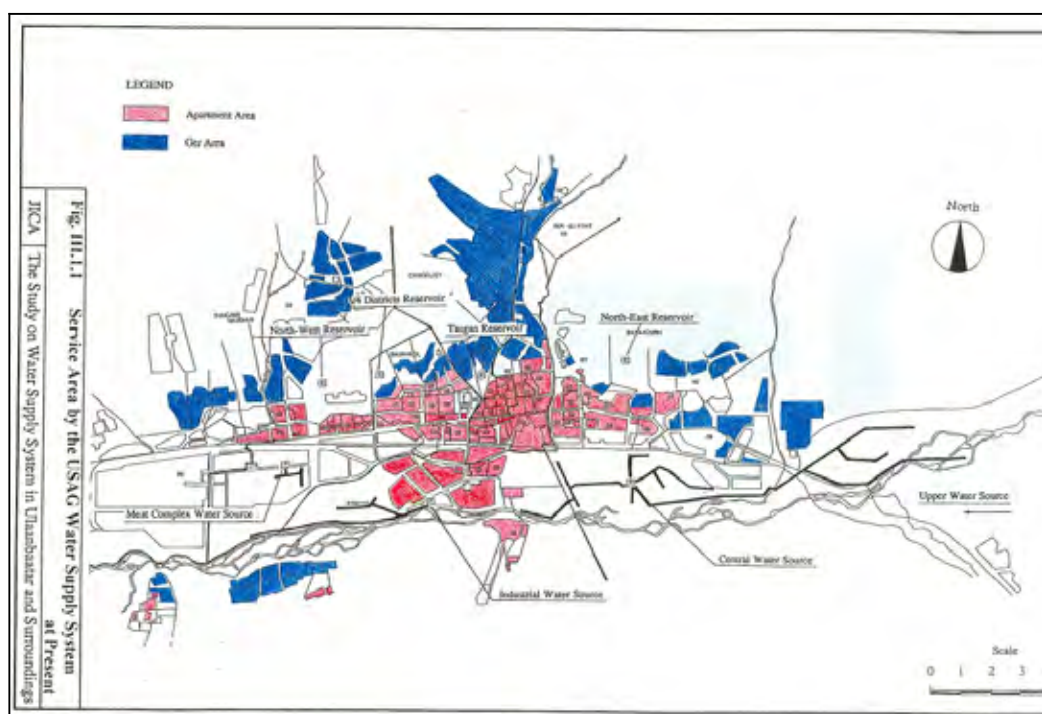 LEGEND
Apartment Area
Ger Area
North
3/4 Districts Reservoir
North-West Reservoir
Tasgan Reservoir
North-East Reservoir
Meat Complex Water Source
Upper Water Source
Central Water Source
Industrial Water Source
Scale
0 1 2 3
Fig. III.1.1 Service Area by the USAG Water Supply System
at Present
JICA The Study on Water Supply System in Ulaanbaatar and Surroundings